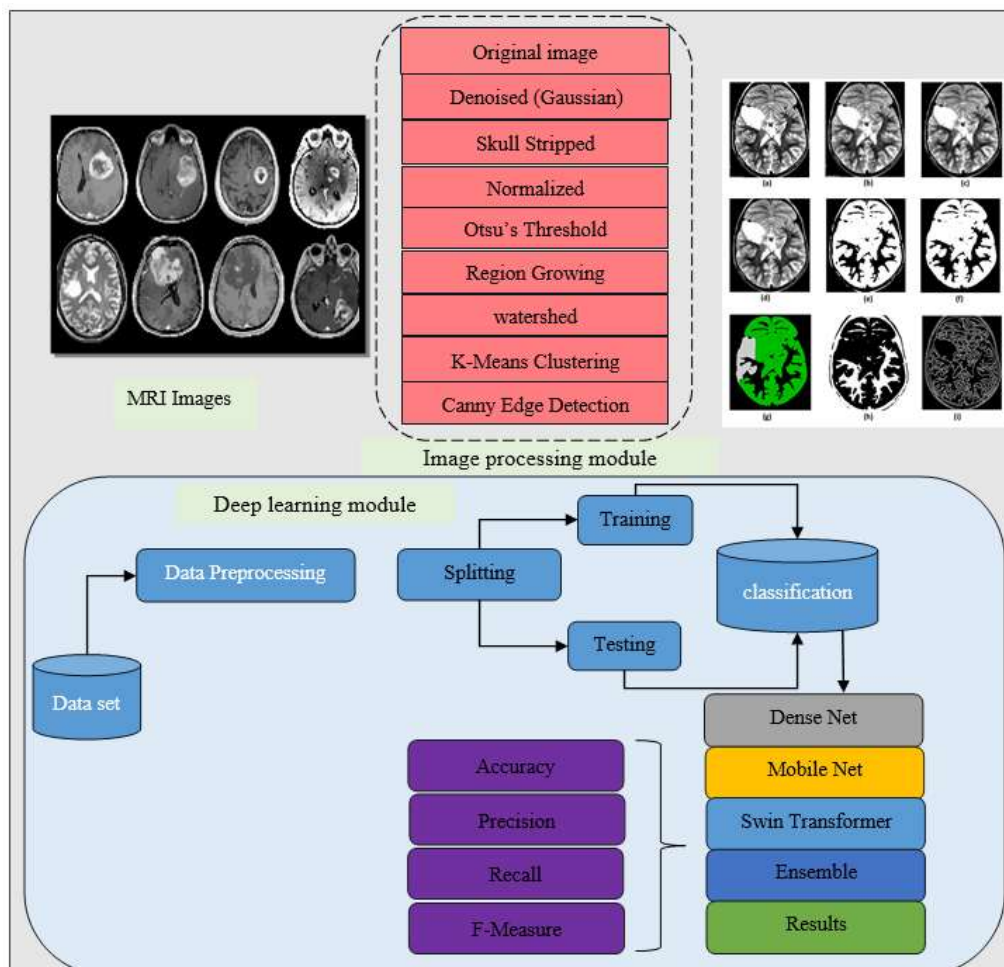 Original image
Denoised (Gaussian)
Skull Stripped
Normalized
Otsu's Threshold
Region Growing
watershed
K-Means Clustering
Canny Edge Detection
MRI Images
(a)
(b)
(c)
(d)
(e)
(f)
(g)
(h)
(i)
Image processing module
Deep learning module
Training
Data Preprocessing
Splitting
classification
Testing
Data set
Dense Net
Accuracy
Mobile Net
Precision
Swin Transformer
Recall
Ensemble
F-Measure
Results